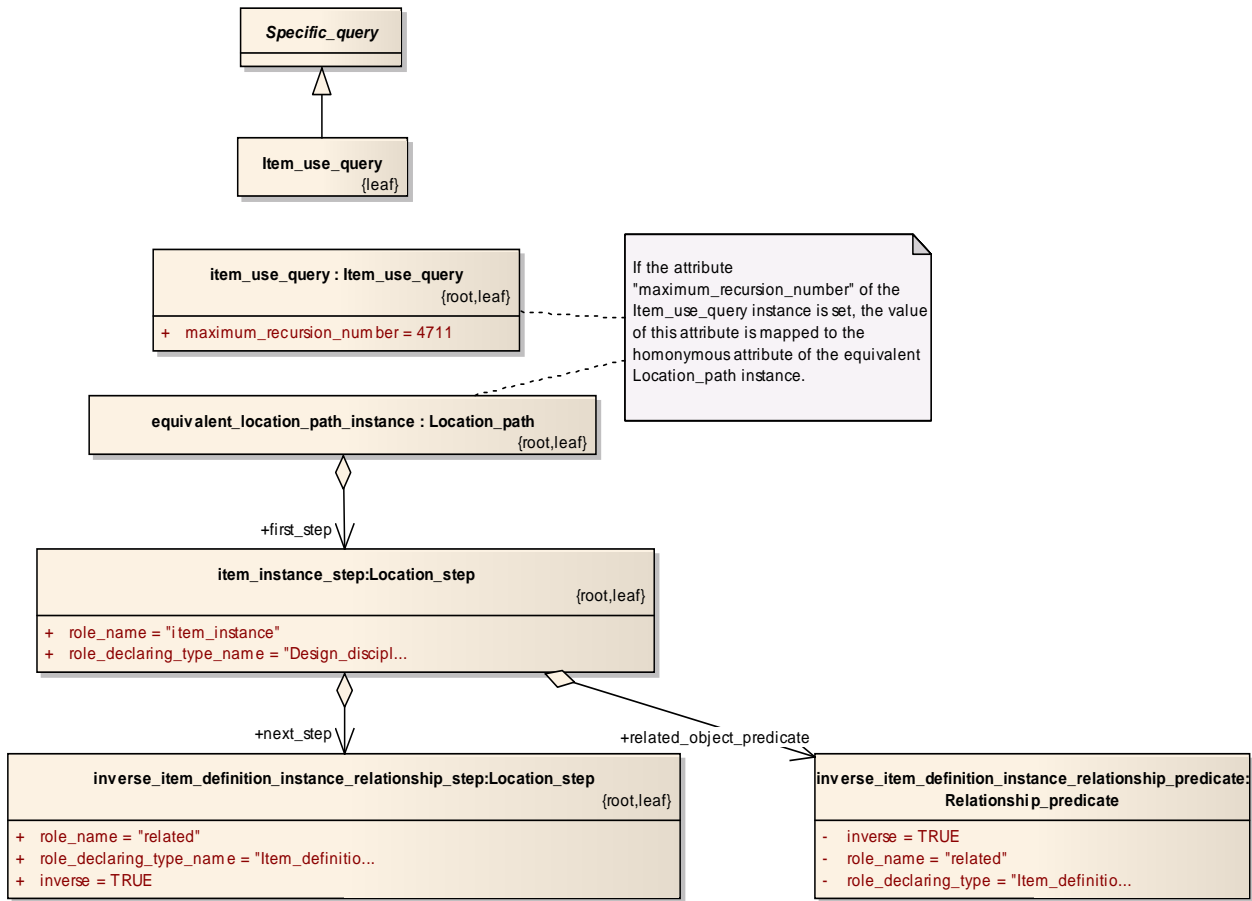 Specific_query
Item_use_query
{leaf}
item_use_query : Item_use_query
{root,leaf}
+ maximum_recursion_number = 4711
If the attribute
"maximum_recursion_number" of the
Item_use_query instance is set, the value
of this attribute is mapped to the
homonymous attribute of the equivalent
Location_path instance.
equivalent_location_path_instance : Location_path
{root,leaf}
+first_step
item_instance_step:Location_step
{root,leaf}
+ role_name = "item_instance"
+ role_declaring_type_name = "Design_discipl...
+next_step
+related_object_predicate
inverse_item_definition_instance_relationship_step:Location_step
{root,leaf}
+ role_name = "related"
+ role_declaring_type_name = "Item_definitio...
+ inverse = TRUE
inverse_item_definition_instance_relationship_predicate:
Relationship_predicate
- inverse = TRUE
- role_name = "related"
- role_declaring_type = "Item_definitio...